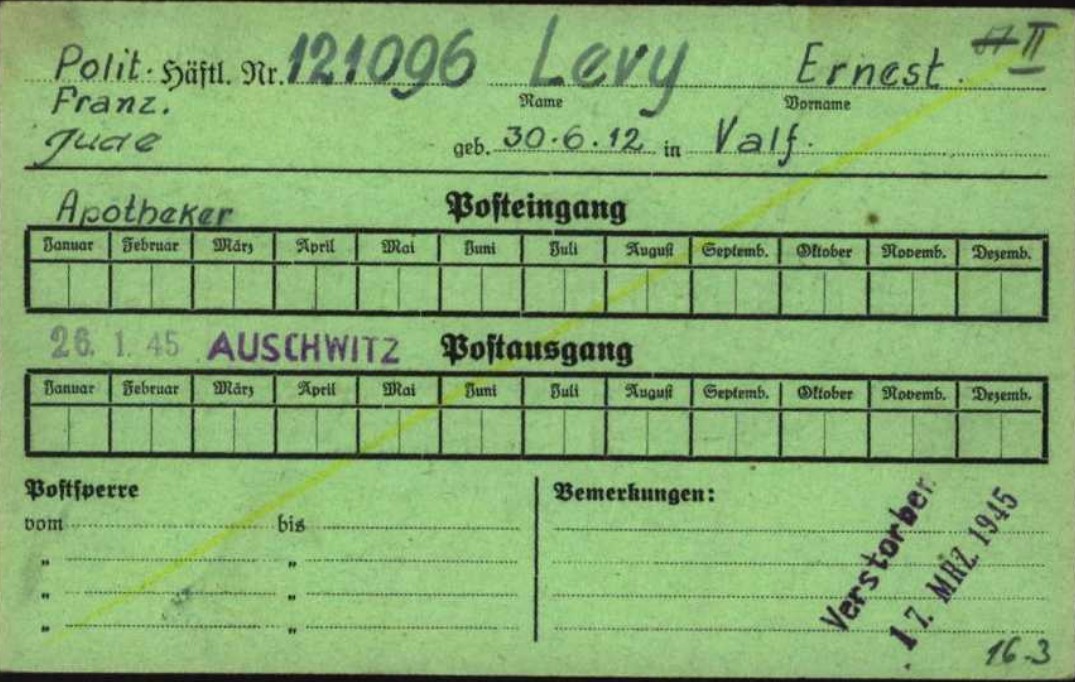 Polit. Häftl. Nr. 121096 Levy Ernest. II
Franz. Name Vorname
Jude geb. 30.6.12 in Valf.
Apotheker Posteingang
Januar Februar März April Mai Juni Juli August Septemb. Oktober Novemb. Dezemb.
26. 1. 45 AUSCHWITZ Postausgang
Januar Februar März April Mai Juni Juli August Septemb. Oktober Novemb. Dezemb.
Postsperre Bemerkungen:
vom bis
" "
" "
" "
Verstorben
17. MRZ. 1945
16-3